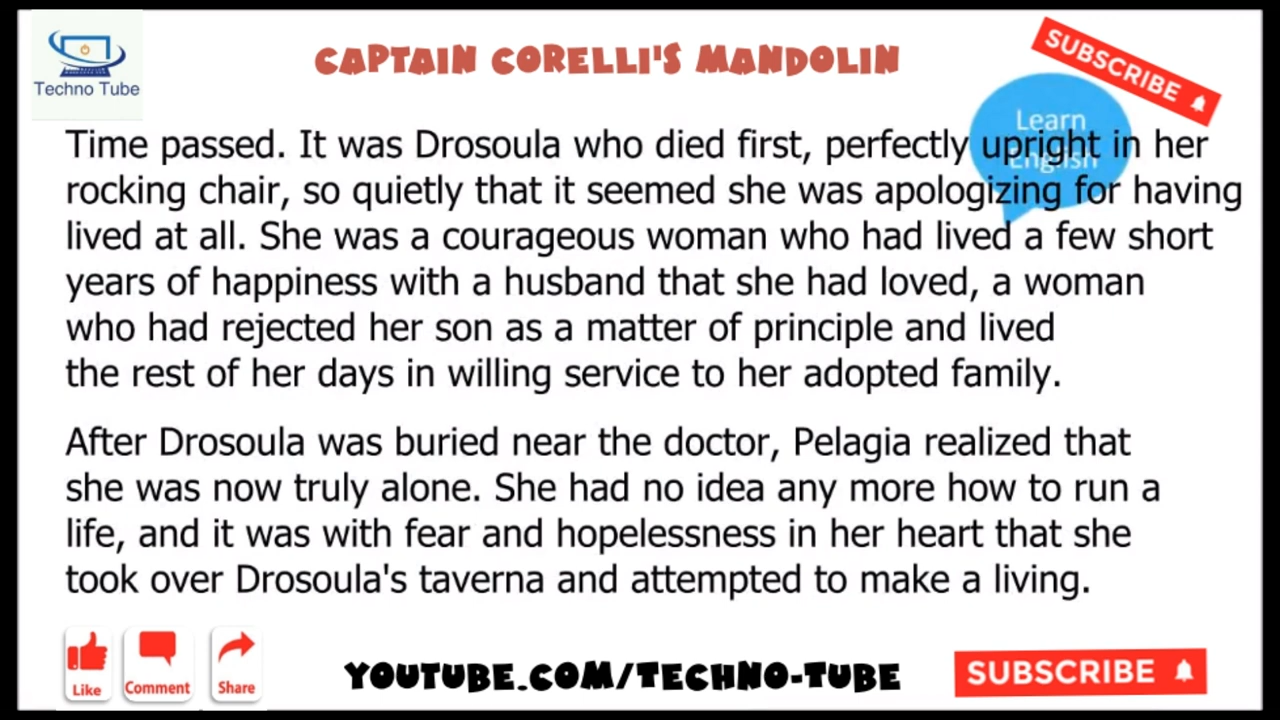 Techno Tube
CAPTAIN CORELLI'S MANDOLIN
SUBSCRIBE
Learn
English
Time passed. It was Drosoula who died first, perfectly upright in her
rocking chair, so quietly that it seemed she was apologizing for having
lived at all. She was a courageous woman who had lived a few short
years of happiness with a husband that she had loved, a woman
who had rejected her son as a matter of principle and lived
the rest of her days in willing service to her adopted family.
After Drosoula was buried near the doctor, Pelagia realized that
she was now truly alone. She had no idea any more how to run a
life, and it was with fear and hopelessness in her heart that she
took over Drosoula's taverna and attempted to make a living.
Like
Comment
Share
YOUTUBE.COM/TECHNO-TUBE
SUBSCRIBE